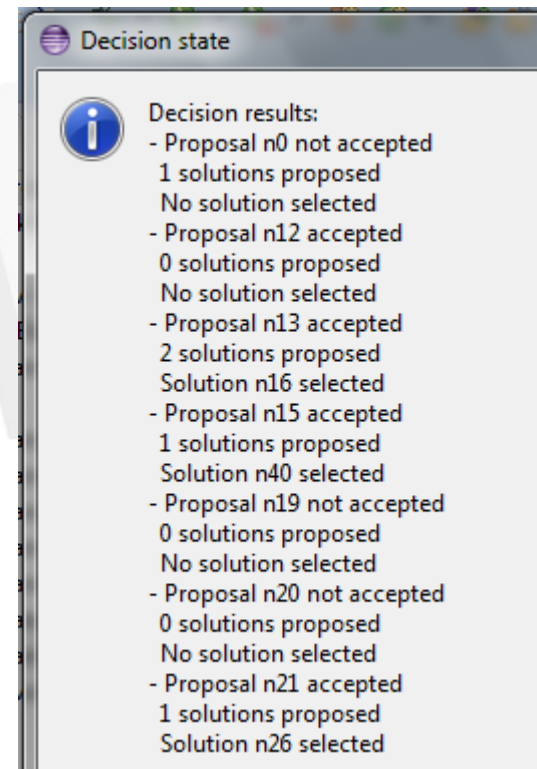 Decision state
Decision results:
- Proposal n0 not accepted
1 solutions proposed
No solution selected
- Proposal n12 accepted
0 solutions proposed
No solution selected
- Proposal n13 accepted
2 solutions proposed
Solution n16 selected
- Proposal n15 accepted
1 solutions proposed
Solution n40 selected
- Proposal n19 not accepted
0 solutions proposed
No solution selected
- Proposal n20 not accepted
0 solutions proposed
No solution selected
- Proposal n21 accepted
1 solutions proposed
Solution n26 selected